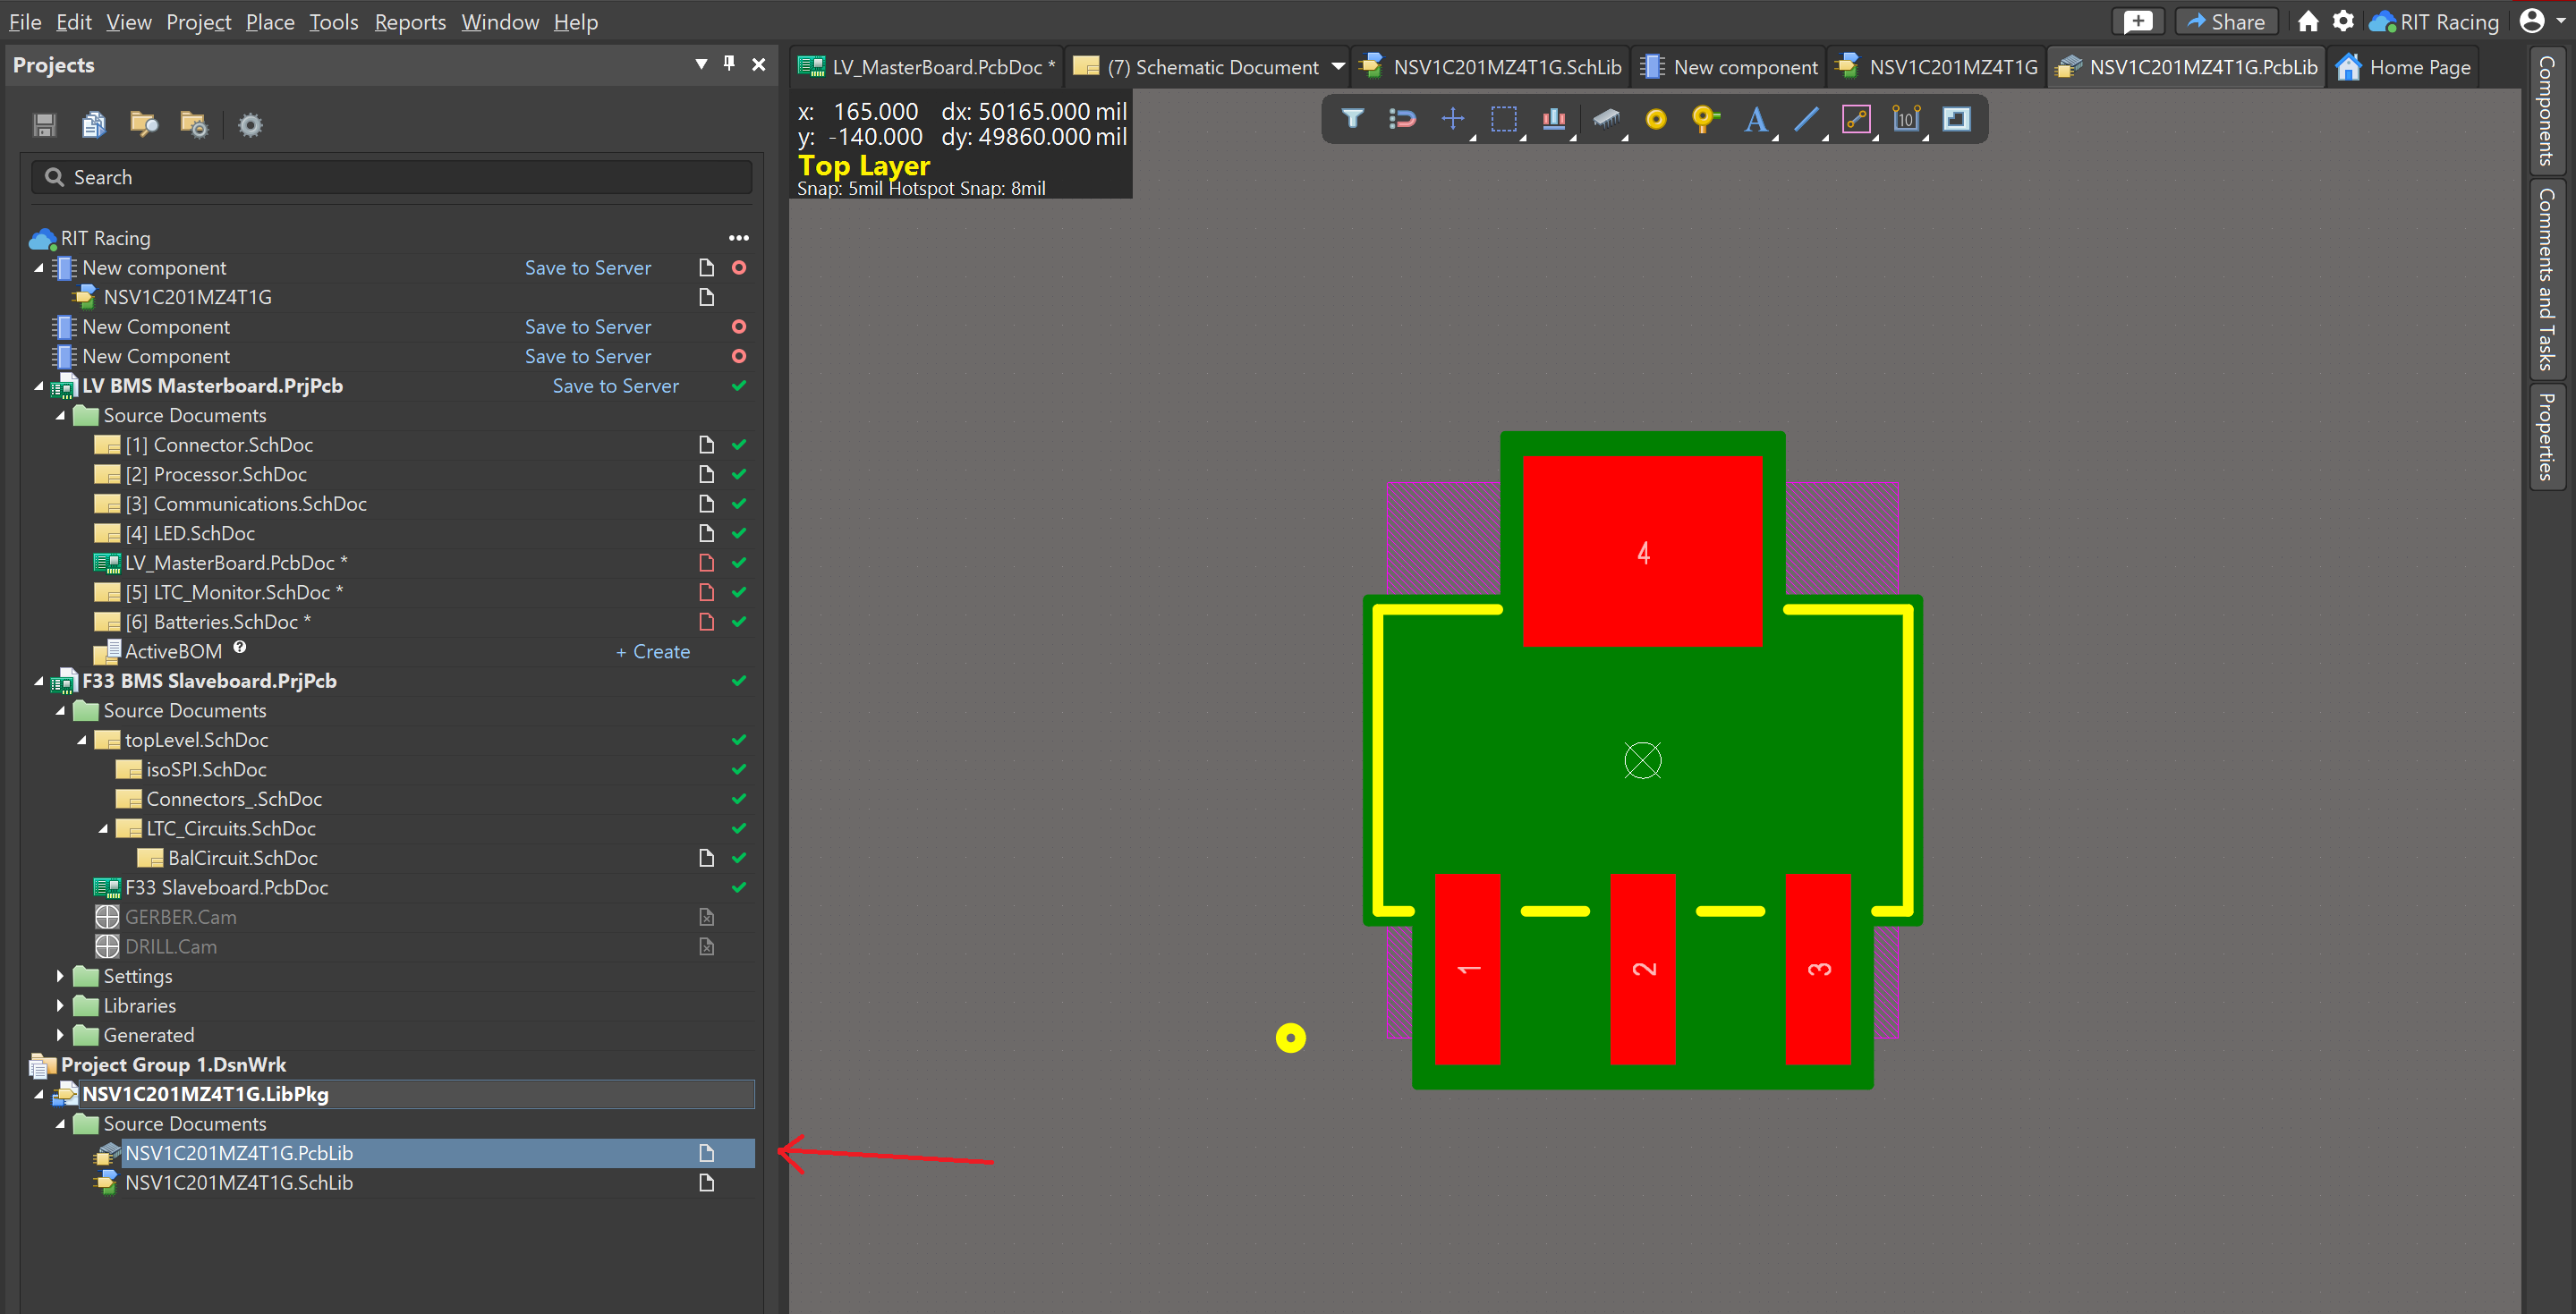 File Edit View Project Place Tools Reports Window Help
Share
RIT Racing
Projects
LV_MasterBoard.PcbDoc *
(7) Schematic Document
NSV1C201MZ4T1G.SchLib
New component
NSV1C201MZ4T1G
NSV1C201MZ4T1G.PcbLib
Home Page
x: 165.000 dx: 50165.000 mil
y: -140.000 dy: 49860.000 mil
Top Layer
Snap: 5mil Hotspot Snap: 8mil
10
Components
Comments and Tasks
Properties
Search
RIT Racing
New component Save to Server
NSV1C201MZ4T1G
New Component Save to Server
New Component Save to Server
LV BMS Masterboard.PrjPcb Save to Server
Source Documents
[1] Connector.SchDoc
[2] Processor.SchDoc
[3] Communications.SchDoc
[4] LED.SchDoc
LV_MasterBoard.PcbDoc *
[5] LTC_Monitor.SchDoc *
[6] Batteries.SchDoc *
ActiveBOM + Create
F33 BMS Slaveboard.PrjPcb
Source Documents
topLevel.SchDoc
isoSPI.SchDoc
Connectors_.SchDoc
LTC_Circuits.SchDoc
BalCircuit.SchDoc
F33 Slaveboard.PcbDoc
GERBER.Cam
DRILL.Cam
Settings
Libraries
Generated
Project Group 1.DsnWrk
NSV1C201MZ4T1G.LibPkg
Source Documents
NSV1C201MZ4T1G.PcbLib
NSV1C201MZ4T1G.SchLib
4
1
2
3